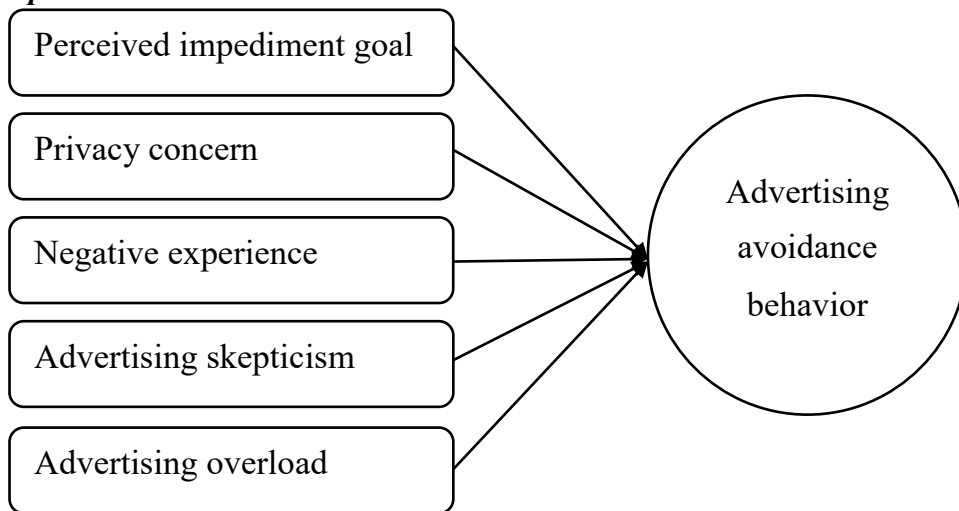 Perceived impediment goal
Privacy concern
Negative experience
Advertising skepticism
Advertising overload
Advertising
avoidance
behavior